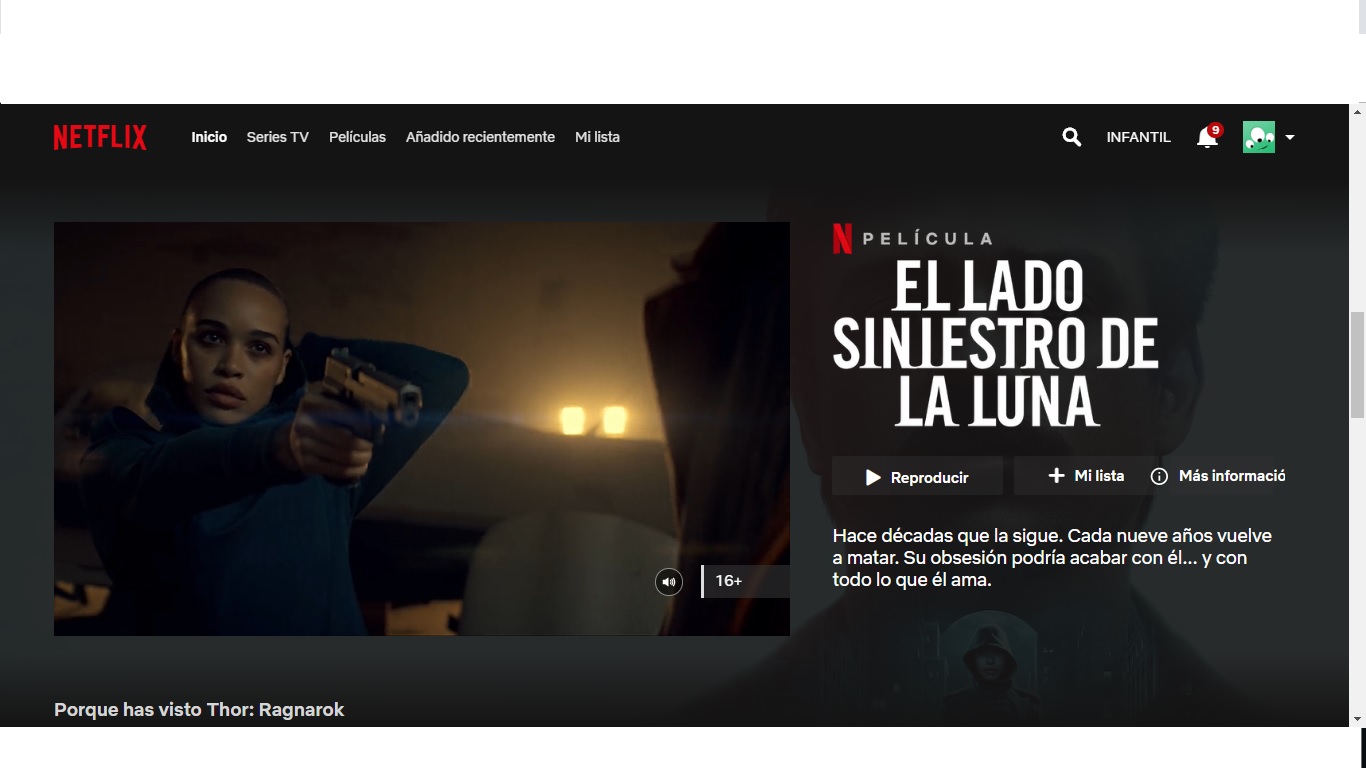 NETFLIX Inicio Series TV Películas Añadido recientemente Mi lista INFANTIL 9
N PELÍCULA
EL LADO
SINIESTRO DE
LA LUNA
Reproducir Mi lista Más informació
Hace décadas que la sigue. Cada nueve años vuelve
a matar. Su obsesión podría acabar con él... y con
todo lo que él ama.
16+
Porque has visto Thor: Ragnarok